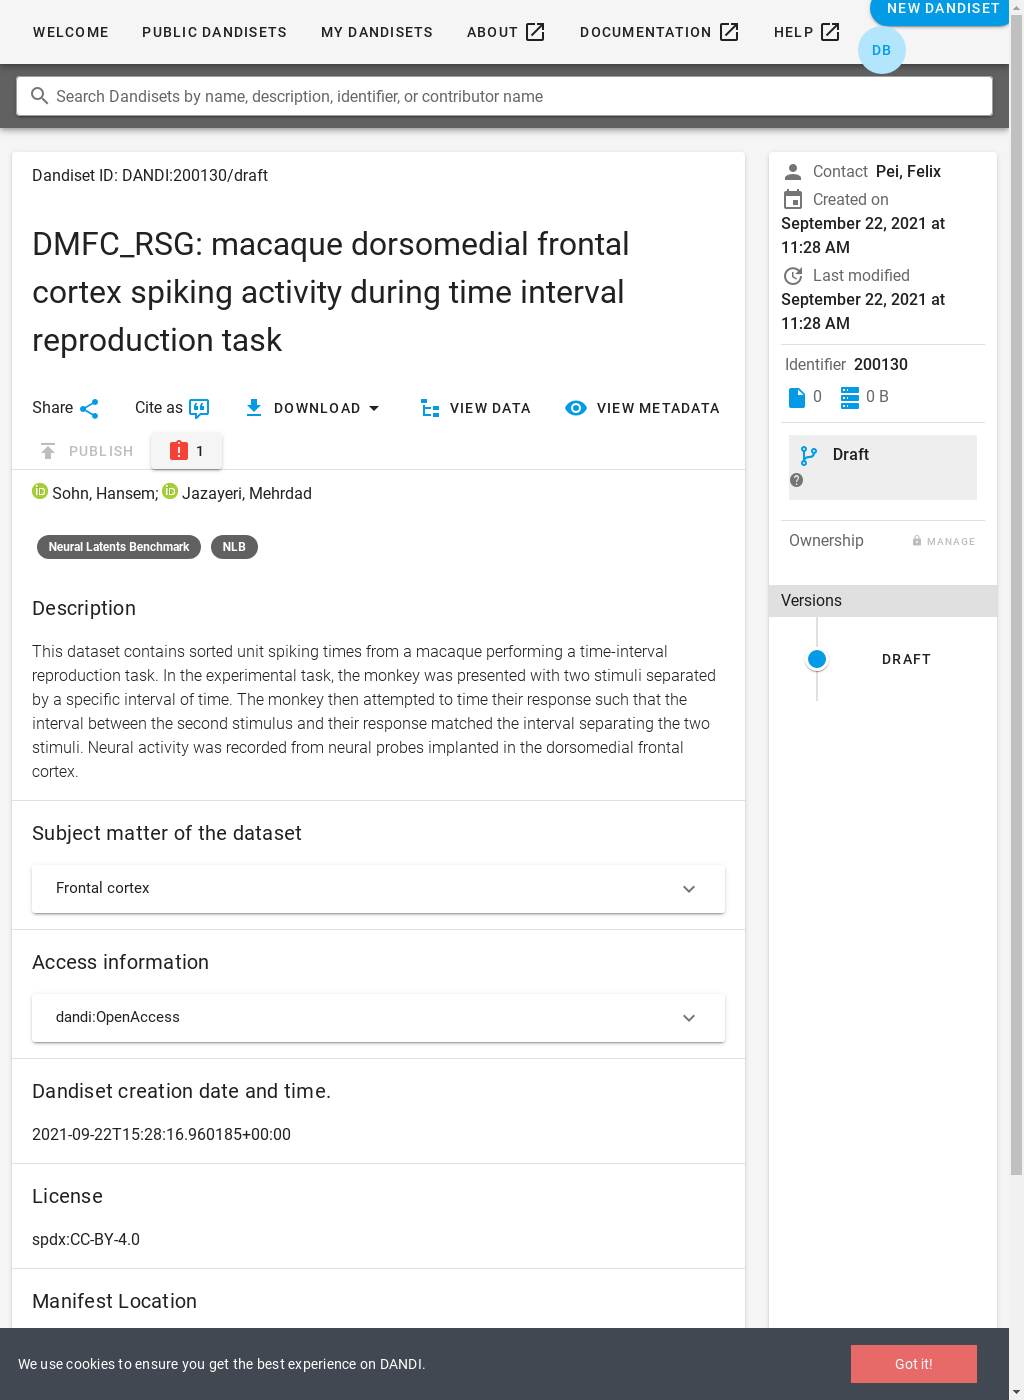 WELCOME
PUBLIC DANDISETS
MY DANDISETS
ABOUT
DOCUMENTATION
HELP
NEW DANDISET
DB
Search Dandisets by name, description, identifier, or contributor name
Dandiset ID: DANDI:200130/draft
DMFC_RSG: macaque dorsomedial frontal
cortex spiking activity during time interval
reproduction task
Share
Cite as
DOWNLOAD
VIEW DATA
VIEW METADATA
PUBLISH
1
Sohn, Hansem; Jazayeri, Mehrdad
Neural Latents Benchmark
NLB
Description
This dataset contains sorted unit spiking times from a macaque performing a time-interval
reproduction task. In the experimental task, the monkey was presented with two stimuli separated
by a specific interval of time. The monkey then attempted to time their response such that the
interval between the second stimulus and their response matched the interval separating the two
stimuli. Neural activity was recorded from neural probes implanted in the dorsomedial frontal
cortex.
Subject matter of the dataset
Frontal cortex
Access information
dandi:OpenAccess
Dandiset creation date and time.
2021-09-22T15:28:16.960185+00:00
License
spdx:CC-BY-4.0
Manifest Location
Contact Pei, Felix
Created on
September 22, 2021 at
11:28 AM
Last modified
September 22, 2021 at
11:28 AM
Identifier 200130
0
0 B
Draft
Ownership
MANAGE
Versions
DRAFT
We use cookies to ensure you get the best experience on DANDI.
Got it!